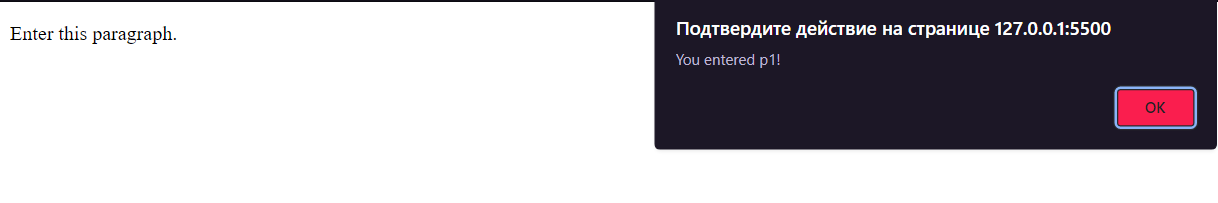 Enter this paragraph.
Подтвердите действие на странице 127.0.0.1:5500
You entered p1!
OK